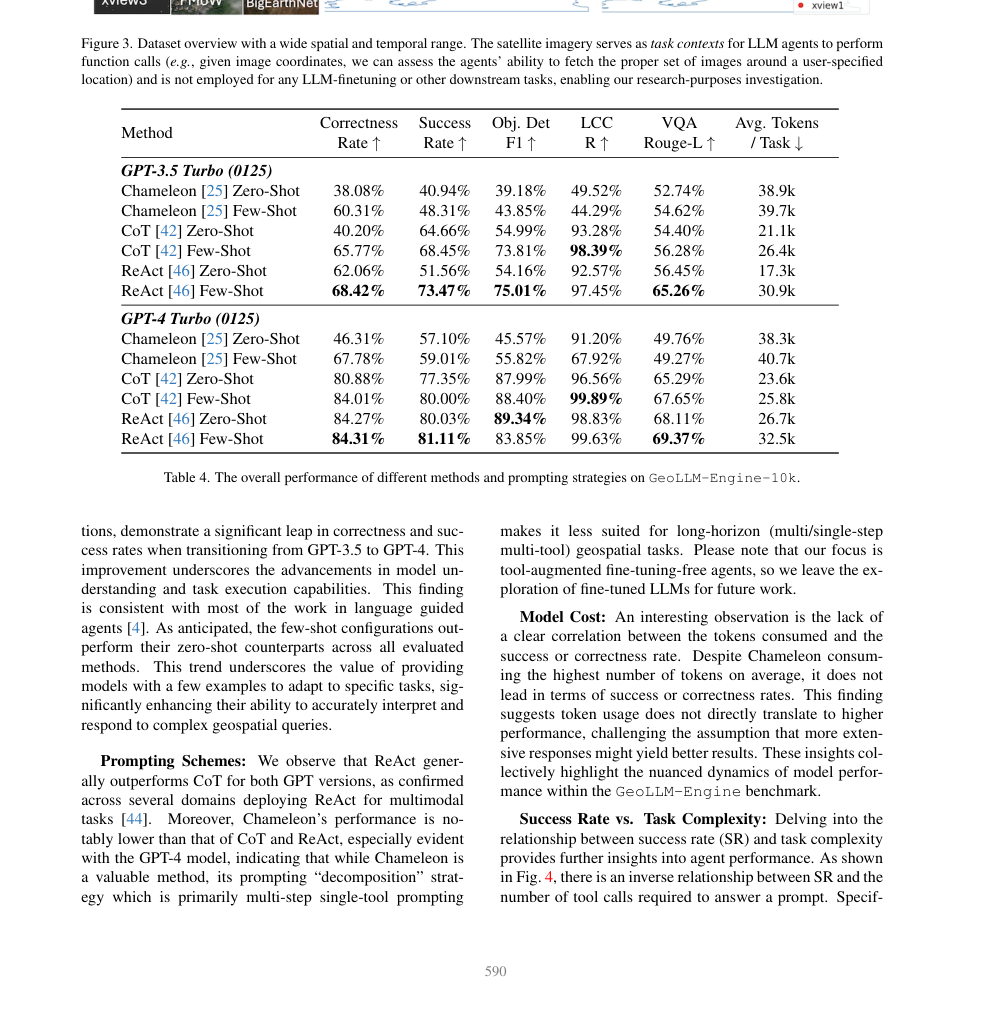 xview3
FMoW
BigEarthNet
xview1
Figure 3. Dataset overview with a wide spatial and temporal range. The satellite imagery serves as task contexts for LLM agents to perform
function calls (e.g., given image coordinates, we can assess the agents' ability to fetch the proper set of images around a user-specified
location) and is not employed for any LLM-finetuning or other downstream tasks, enabling our research-purposes investigation.
Method Correctness Rate ↑ Success Rate ↑ Obj. Det F1 ↑ LCC R ↑ VQA Rouge-L ↑ Avg. Tokens / Task ↓
GPT-3.5 Turbo (0125)
Chameleon [25] Zero-Shot 38.08% 40.94% 39.18% 49.52% 52.74% 38.9k
Chameleon [25] Few-Shot 60.31% 48.31% 43.85% 44.29% 54.62% 39.7k
CoT [42] Zero-Shot 40.20% 64.66% 54.99% 93.28% 54.40% 21.1k
CoT [42] Few-Shot 65.77% 68.45% 73.81% 98.39% 56.28% 26.4k
ReAct [46] Zero-Shot 62.06% 51.56% 54.16% 92.57% 56.45% 17.3k
ReAct [46] Few-Shot 68.42% 73.47% 75.01% 97.45% 65.26% 30.9k
GPT-4 Turbo (0125)
Chameleon [25] Zero-Shot 46.31% 57.10% 45.57% 91.20% 49.76% 38.3k
Chameleon [25] Few-Shot 67.78% 59.01% 55.82% 67.92% 49.27% 40.7k
CoT [42] Zero-Shot 80.88% 77.35% 87.99% 96.56% 65.29% 23.6k
CoT [42] Few-Shot 84.01% 80.00% 88.40% 99.89% 67.65% 25.8k
ReAct [46] Zero-Shot 84.27% 80.03% 89.34% 98.83% 68.11% 26.7k
ReAct [46] Few-Shot 84.31% 81.11% 83.85% 99.63% 69.37% 32.5k
Table 4. The overall performance of different methods and prompting strategies on GeoLLM-Engine-10k.
tions, demonstrate a significant leap in correctness and suc-
cess rates when transitioning from GPT-3.5 to GPT-4. This
improvement underscores the advancements in model un-
derstanding and task execution capabilities. This finding
is consistent with most of the work in language guided
agents [4]. As anticipated, the few-shot configurations out-
perform their zero-shot counterparts across all evaluated
methods. This trend underscores the value of providing
models with a few examples to adapt to specific tasks, sig-
nificantly enhancing their ability to accurately interpret and
respond to complex geospatial queries.
Prompting Schemes: We observe that ReAct gener-
ally outperforms CoT for both GPT versions, as confirmed
across several domains deploying ReAct for multimodal
tasks [44]. Moreover, Chameleon's performance is no-
tably lower than that of CoT and ReAct, especially evident
with the GPT-4 model, indicating that while Chameleon is
a valuable method, its prompting “decomposition” strat-
egy which is primarily multi-step single-tool prompting
makes it less suited for long-horizon (multi/single-step
multi-tool) geospatial tasks. Please note that our focus is
tool-augmented fine-tuning-free agents, so we leave the ex-
ploration of fine-tuned LLMs for future work.
Model Cost: An interesting observation is the lack of
a clear correlation between the tokens consumed and the
success or correctness rate. Despite Chameleon consum-
ing the highest number of tokens on average, it does not
lead in terms of success or correctness rates. This finding
suggests token usage does not directly translate to higher
performance, challenging the assumption that more exten-
sive responses might yield better results. These insights col-
lectively highlight the nuanced dynamics of model perfor-
mance within the GeoLLM-Engine benchmark.
Success Rate vs. Task Complexity: Delving into the
relationship between success rate (SR) and task complexity
provides further insights into agent performance. As shown
in Fig. 4, there is an inverse relationship between SR and the
number of tool calls required to answer a prompt. Specif-
590